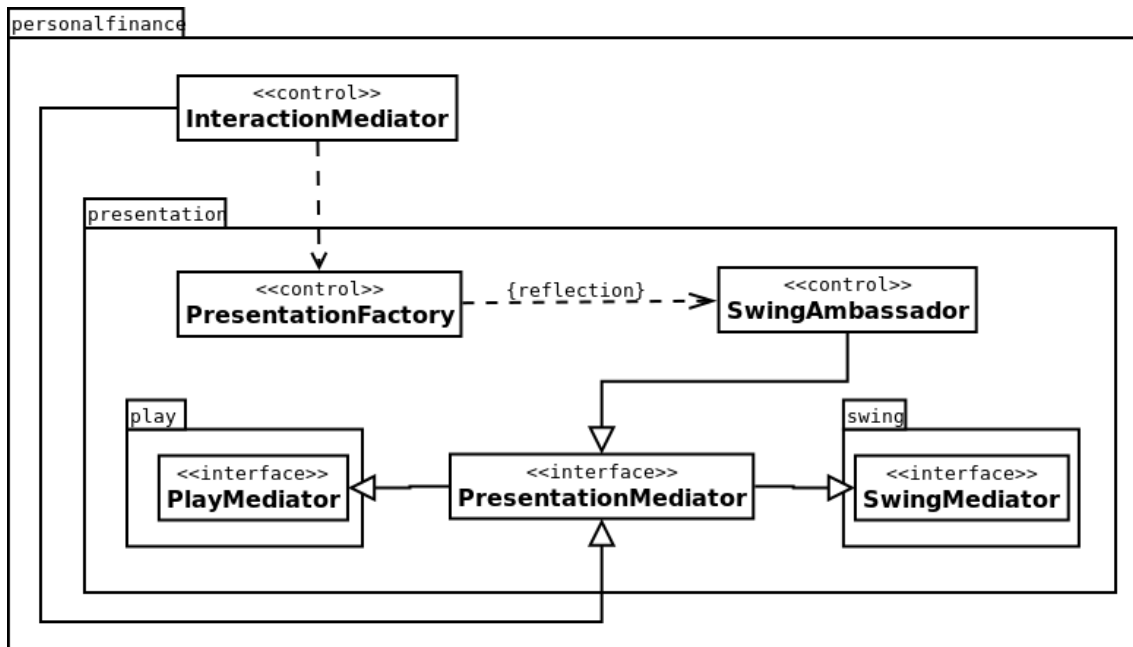 personalfinance
<<control>>
InteractionMediator
presentation
<<control>>
PresentationFactory
{reflection}
<<control>>
SwingAmbassador
play
<<interface>>
PlayMediator
<<interface>>
PresentationMediator
swing
<<interface>>
SwingMediator